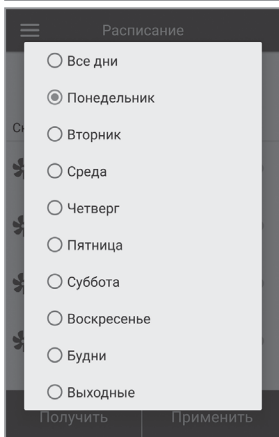 Расписание
Все дни
Понедельник
Вторник
Среда
Четверг
Пятница
Суббота
Воскресенье
Будни
Выходные
Получить Применить